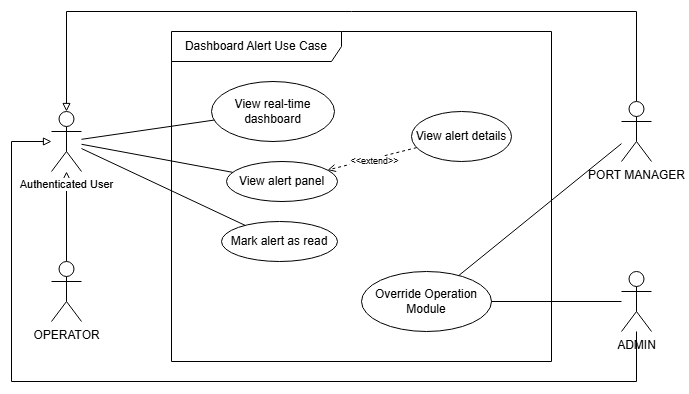 Dashboard Alert Use Case
View real-time
dashboard
View alert details
<<extend>>
Authenticated User
View alert panel
PORT MANAGER
Mark alert as read
Override Operation
Module
OPERATOR
ADMIN